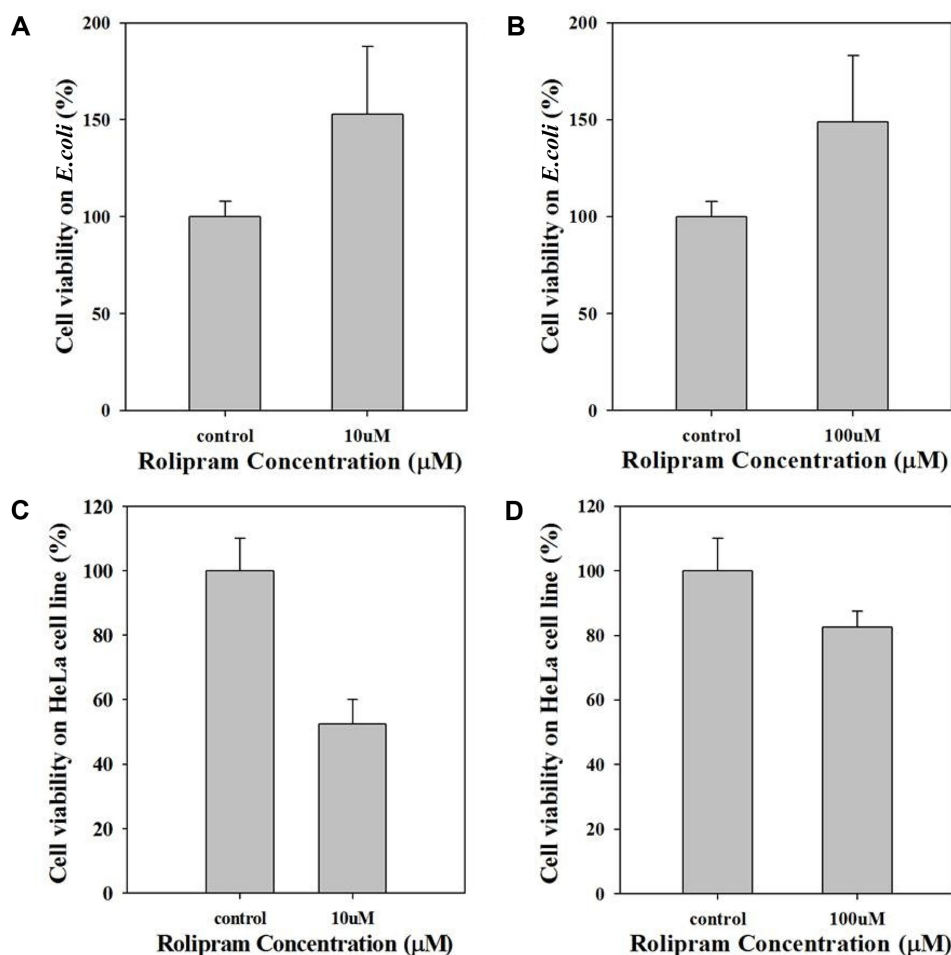 A
Cell viability on E.coli (%)
200
150
100
50
0
control 10uM
Rolipram Concentration (μM)
B
Cell viability on E.coli (%)
200
150
100
50
0
control 100uM
Rolipram Concentration (μM)
C
Cell viability on HeLa cell line (%)
120
100
80
60
40
20
0
control 10uM
Rolipram Concentration (μM)
D
Cell viability on HeLa cell line (%)
120
100
80
60
40
20
0
control 100uM
Rolipram Concentration (μM)